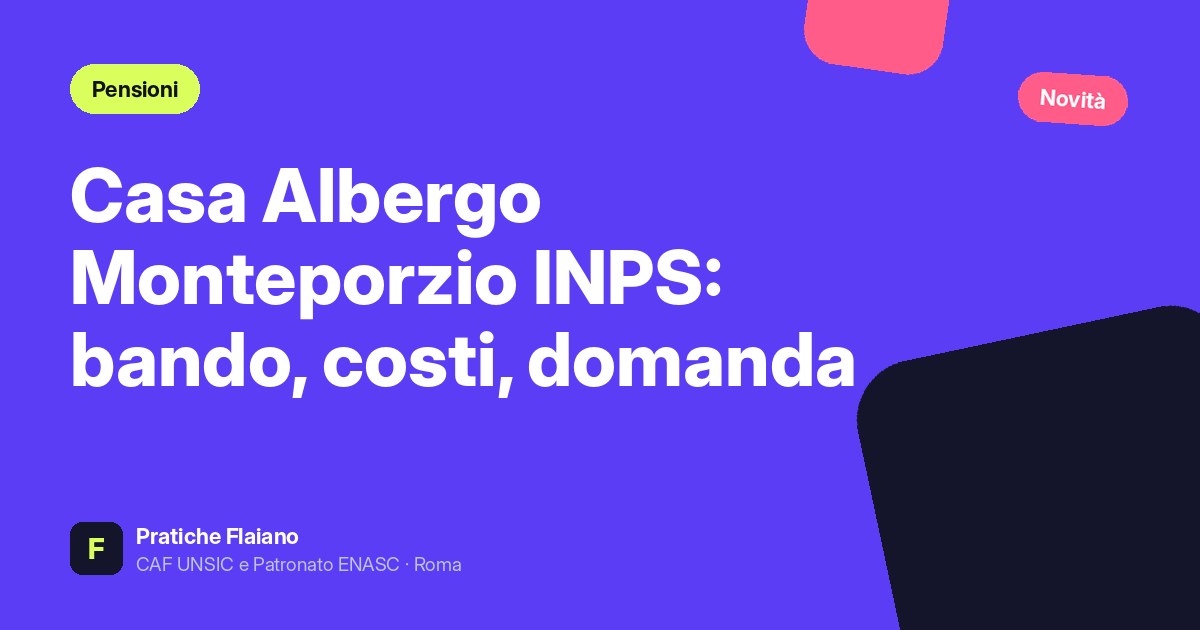 Pensioni
Novità
Casa Albergo
Monteporzio INPS:
bando, costi, domanda
F
Pratiche Flaiano
CAF UNSIC e Patronato ENASC · Roma